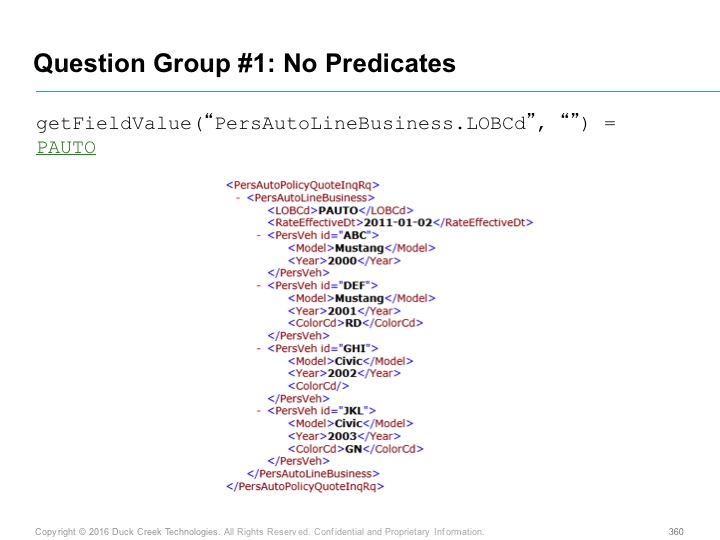 Question Group #1: No Predicates
getFieldValue(“PersAutoLineBusiness.LOBCd”, “”) =
PAUTO
<PersAutoPolicyQuoteInqRq>
- <PersAutoLineBusiness>
<LOBCd>PAUTO</LOBCd>
<RateEffectiveDt>2011-01-02</RateEffectiveDt>
- <PersVeh id="ABC">
<Model>Mustang</Model>
<Year>2000</Year>
</PersVeh>
- <PersVeh id="DEF">
<Model>Mustang</Model>
<Year>2001</Year>
<ColorCd>RD</ColorCd>
</PersVeh>
- <PersVeh id="GHI">
<Model>Civic</Model>
<Year>2002</Year>
<ColorCd/>
</PersVeh>
- <PersVeh id="JKL">
<Model>Civic</Model>
<Year>2003</Year>
<ColorCd>GN</ColorCd>
</PersVeh>
</PersAutoLineBusiness>
</PersAutoPolicyQuoteInqRq>
Copyright © 2016 Duck Creek Technologies. All Rights Reserved. Confidential and Proprietary Information. 360